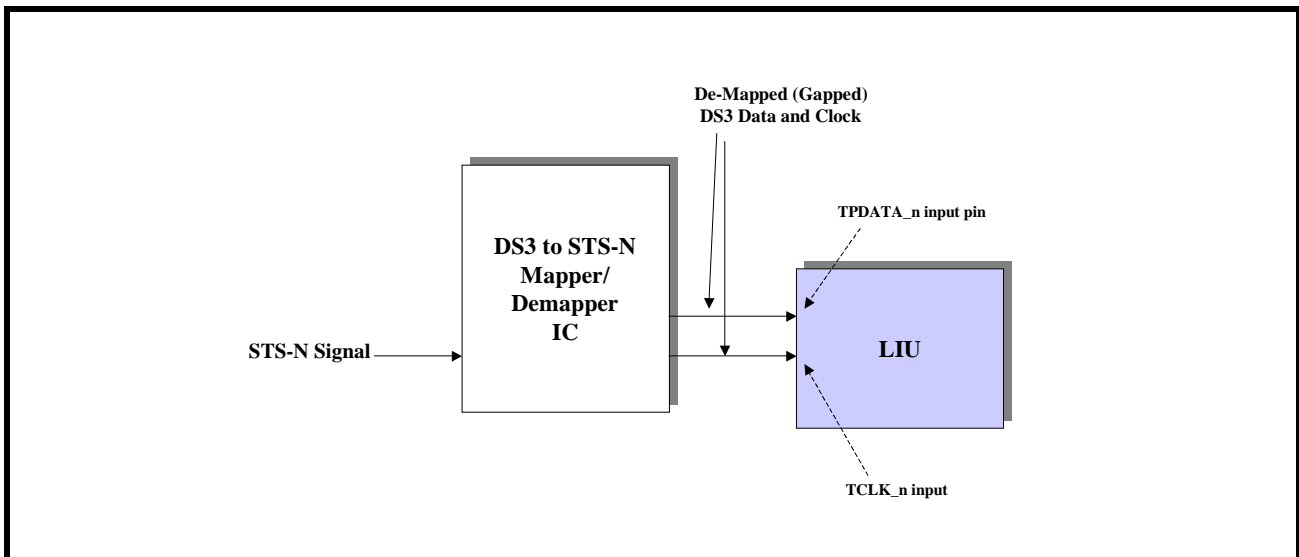 De-Mapped (Gapped)
DS3 Data and Clock
TPDATA_n input pin
DS3 to STS-N
Mapper/
Demapper
IC
STS-N Signal
LIU
TCLK_n input